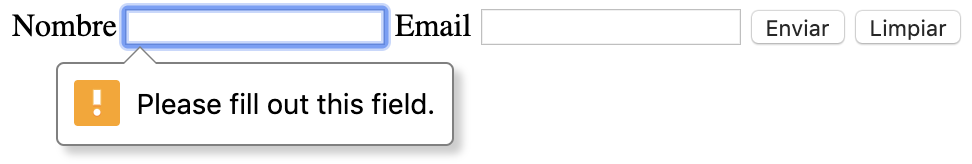 Nombre Email Enviar Limpiar
! Please fill out this field.